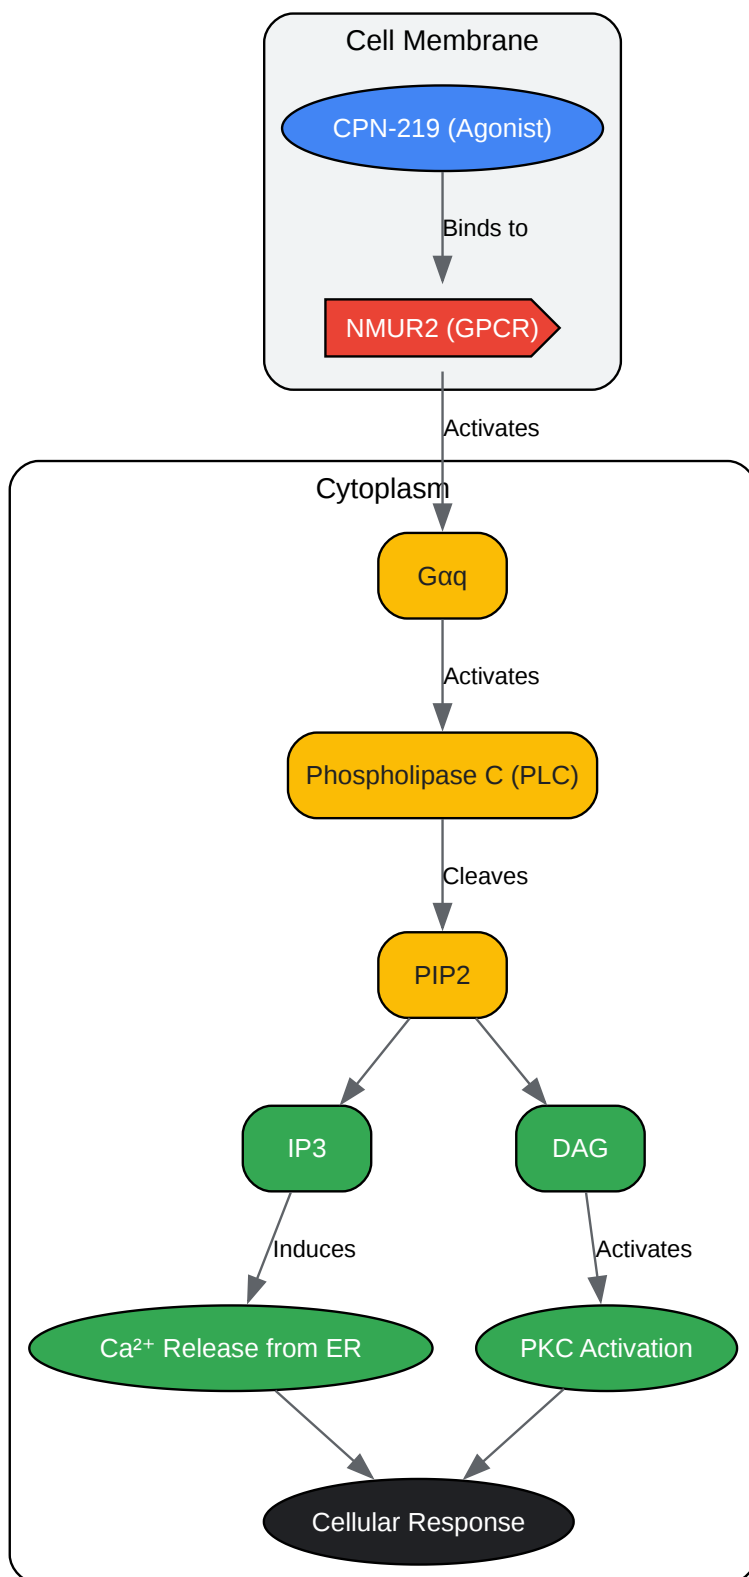 Cell Membrane
CPN-219 (Agonist)
Binds to
NMUR2 (GPCR)
Activates
Cytoplasm
Gαq
Activates
Phospholipase C (PLC)
Cleaves
PIP2
IP3
DAG
Induces
Activates
Ca²⁺ Release from ER
PKC Activation
Cellular Response